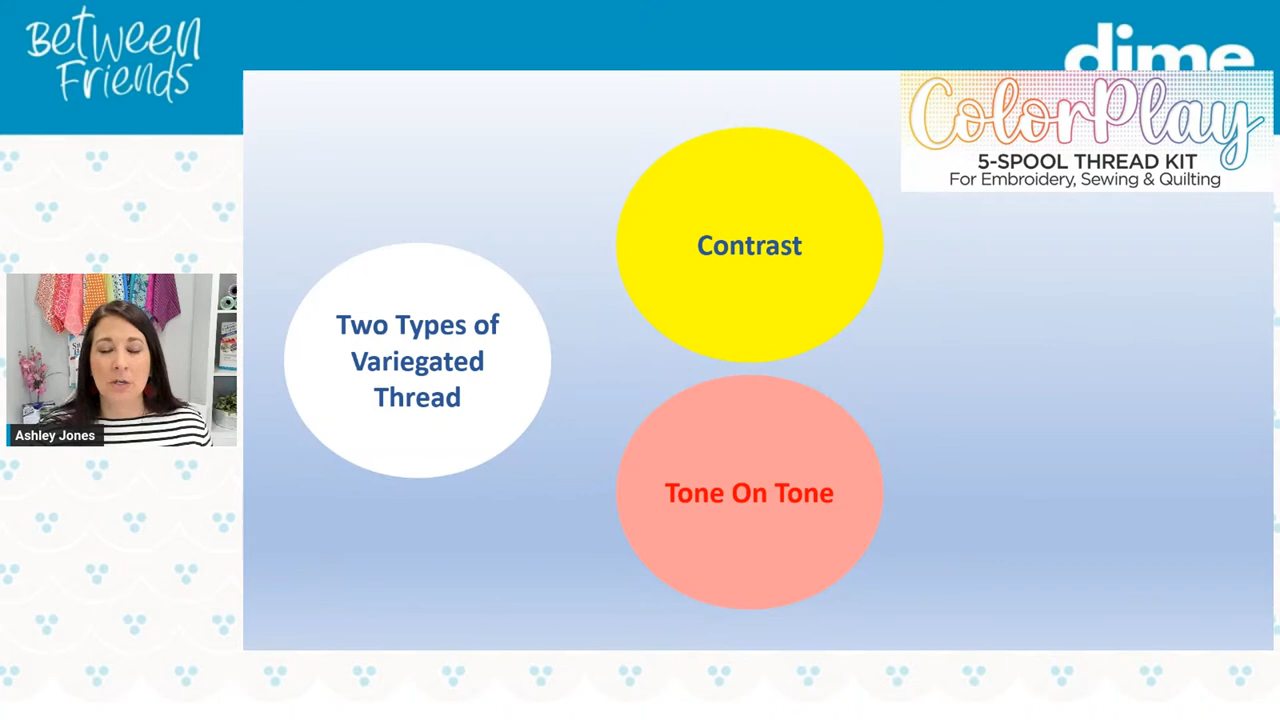 Between
Friends
dime
ColorPlay
5-SPOOL THREAD KIT
For Embroidery, Sewing & Quilting
Contrast
Two Types of
Variegated
Thread
Tone On Tone
Ashley Jones